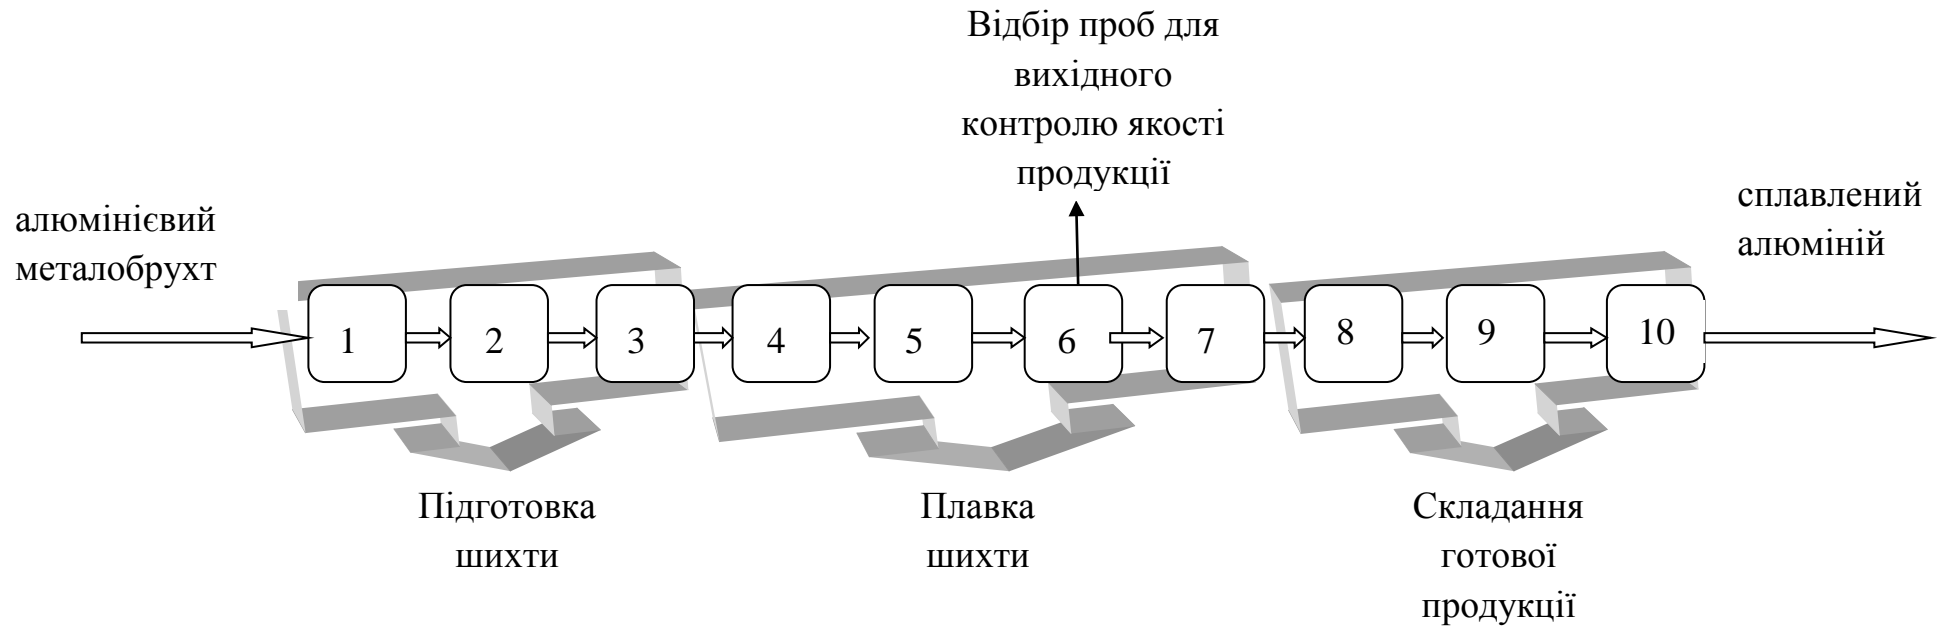 Відбір проб для
вихідного
контролю якості
продукції
алюмінієвий
металобрухт
сплавлений
алюміній
1
2
3
4
5
6
7
8
9
10
Підготовка
шихти
Плавка
шихти
Складання
готової
продукції